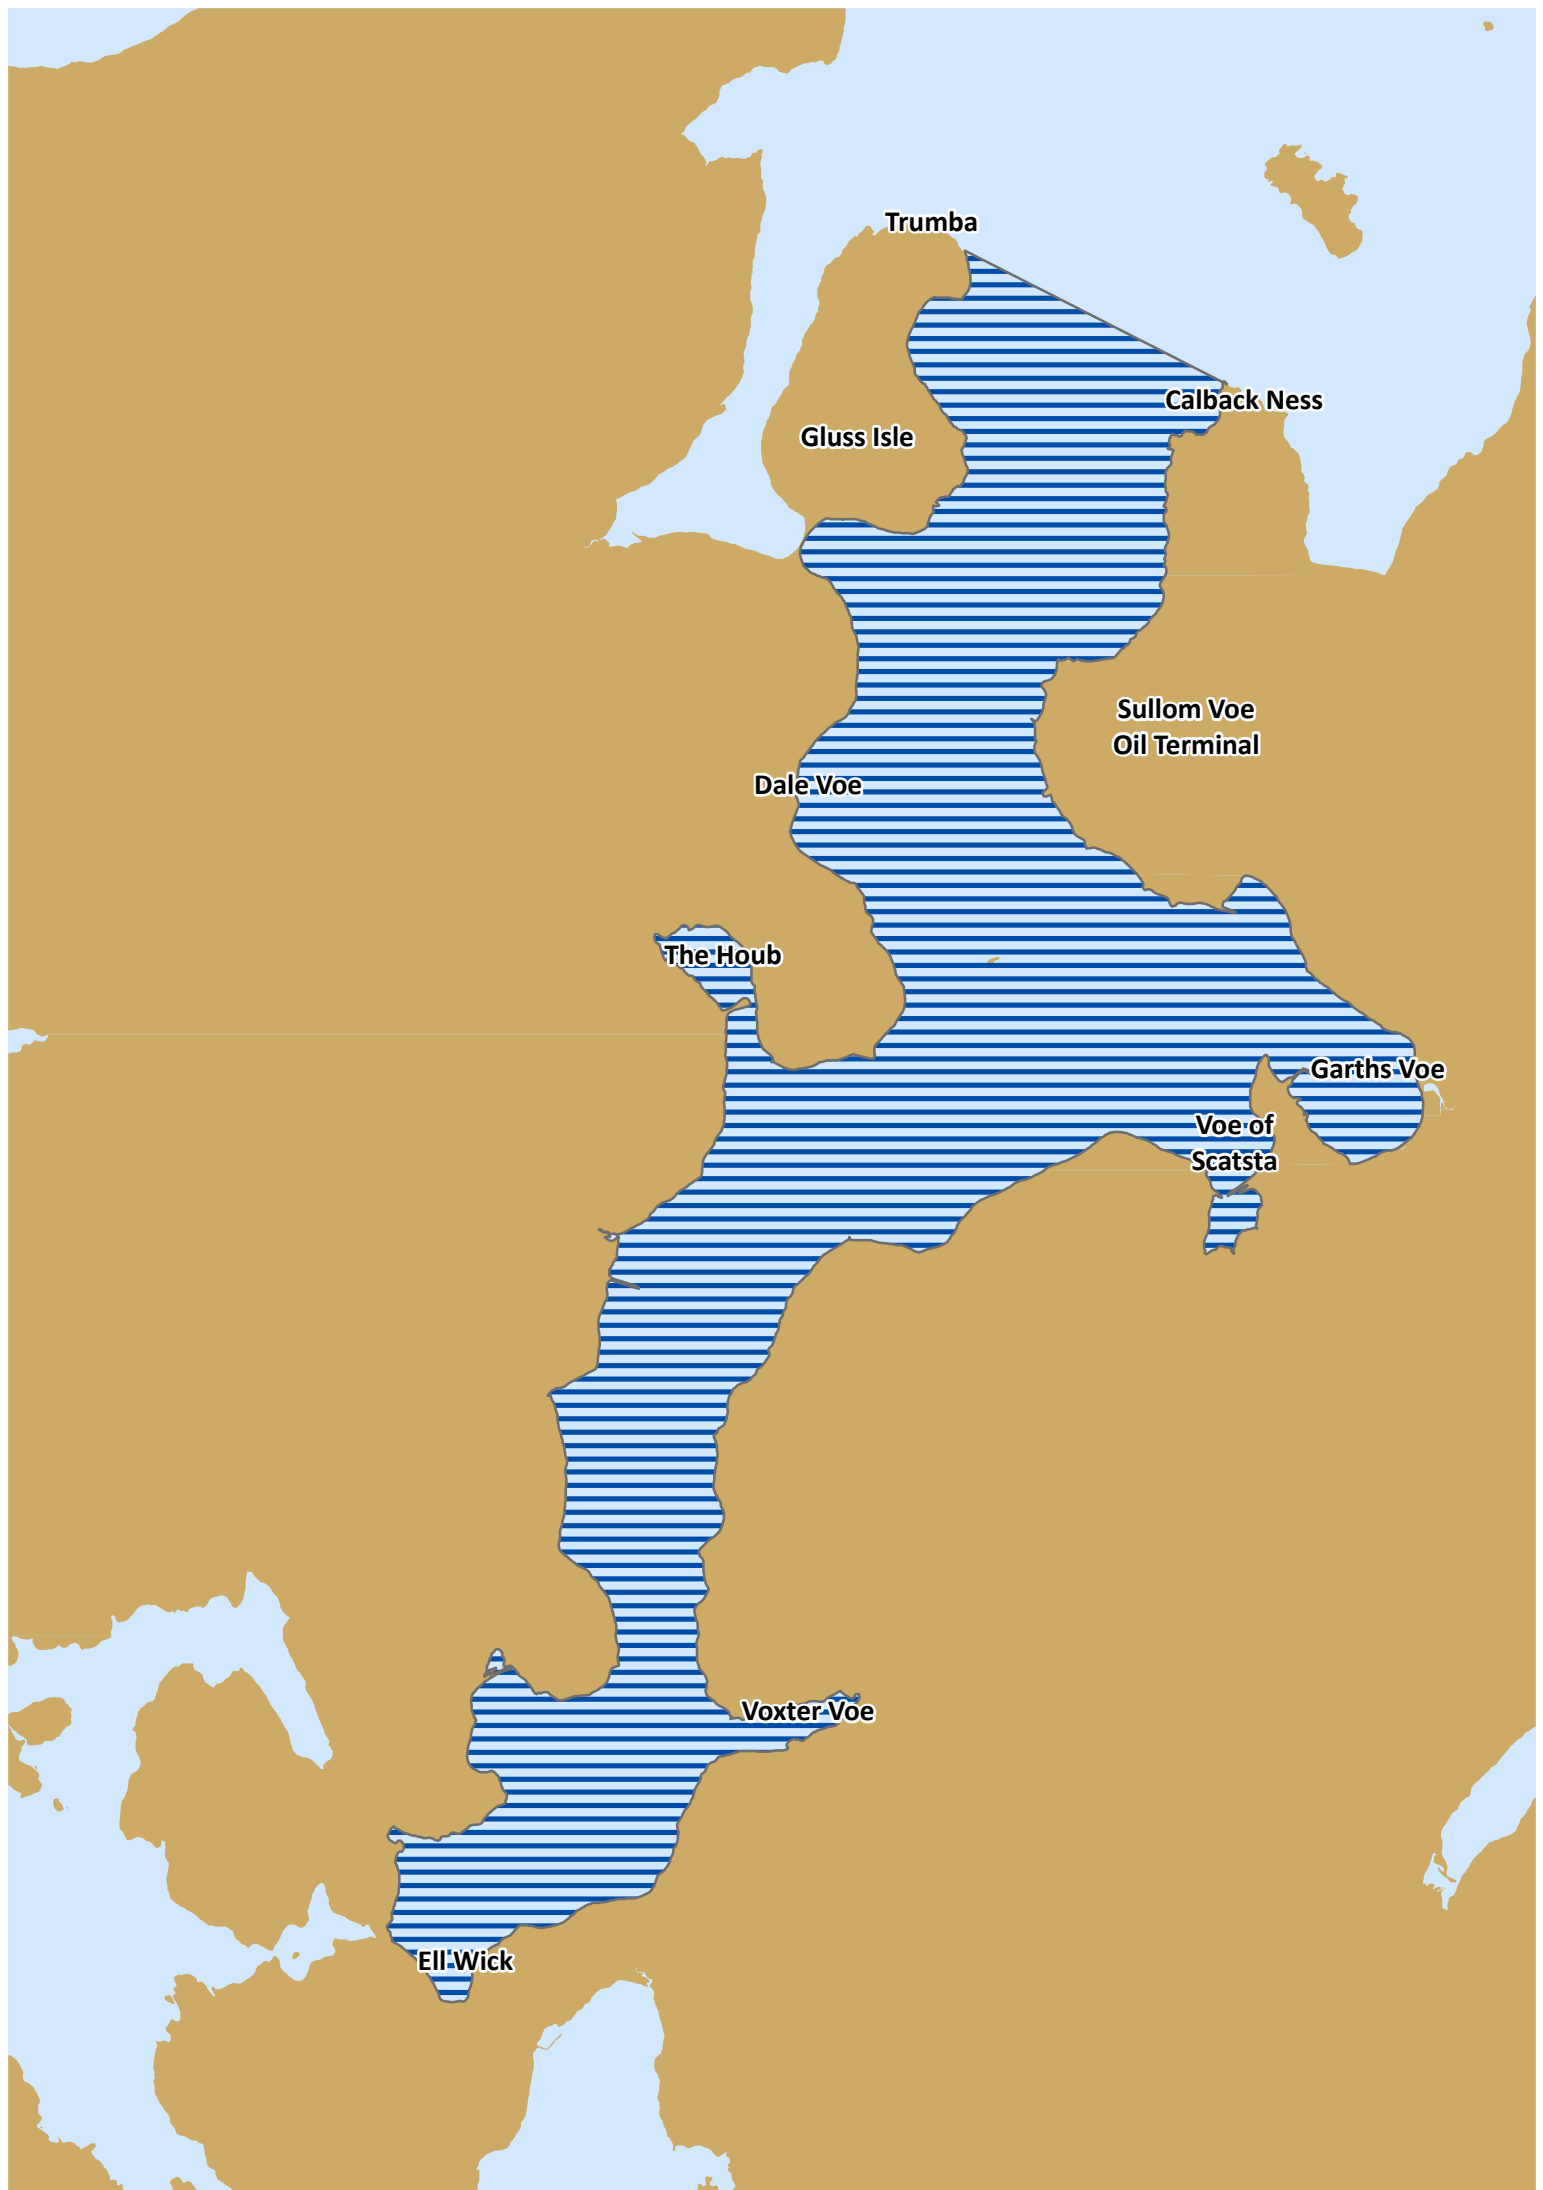 Trumba
Calback Ness
Gluss Isle
Sullom Voe
Oil Terminal
Dale Voe
The Houb
Garths Voe
Voe of
Scatsta
Voxter Voe
Ell Wick